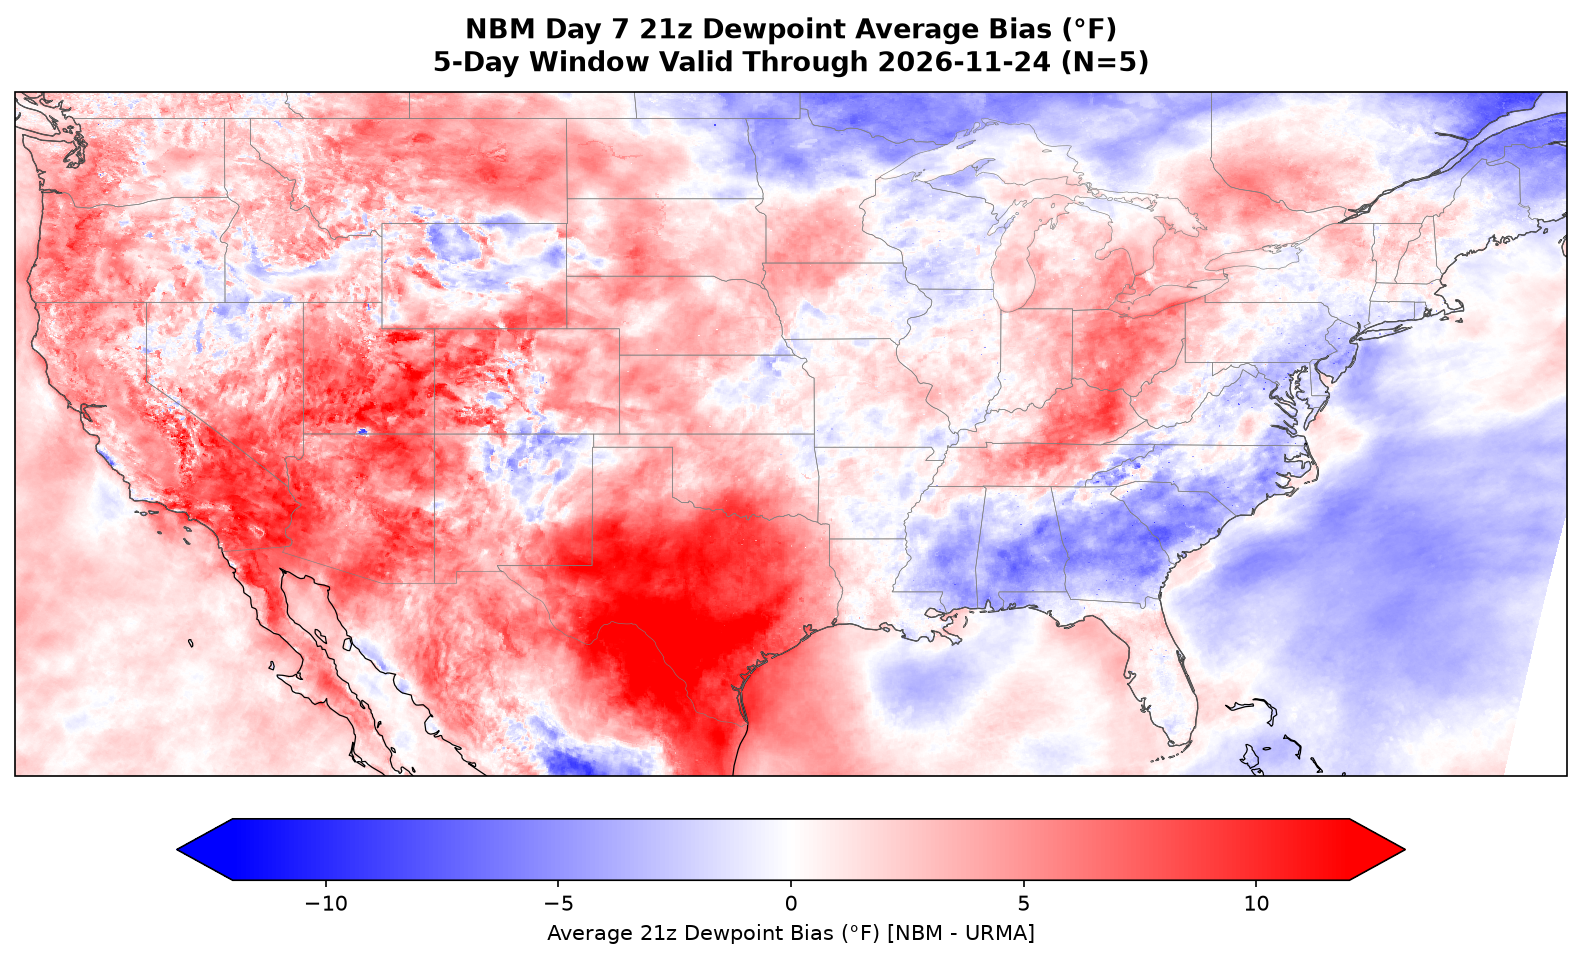 NBM Day 7 21z Dewpoint Average Bias (°F)
5-Day Window Valid Through 2026-11-24 (N=5)
−10 −5 0 5 10
Average 21z Dewpoint Bias (°F) [NBM - URMA]